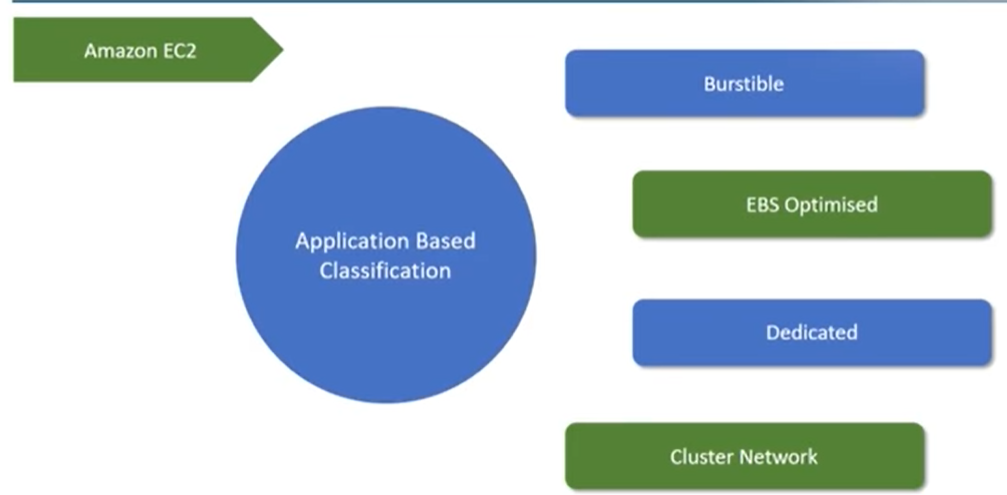 Amazon EC2
Burstible
EBS Optimised
Application Based
Classification
Dedicated
Cluster Network